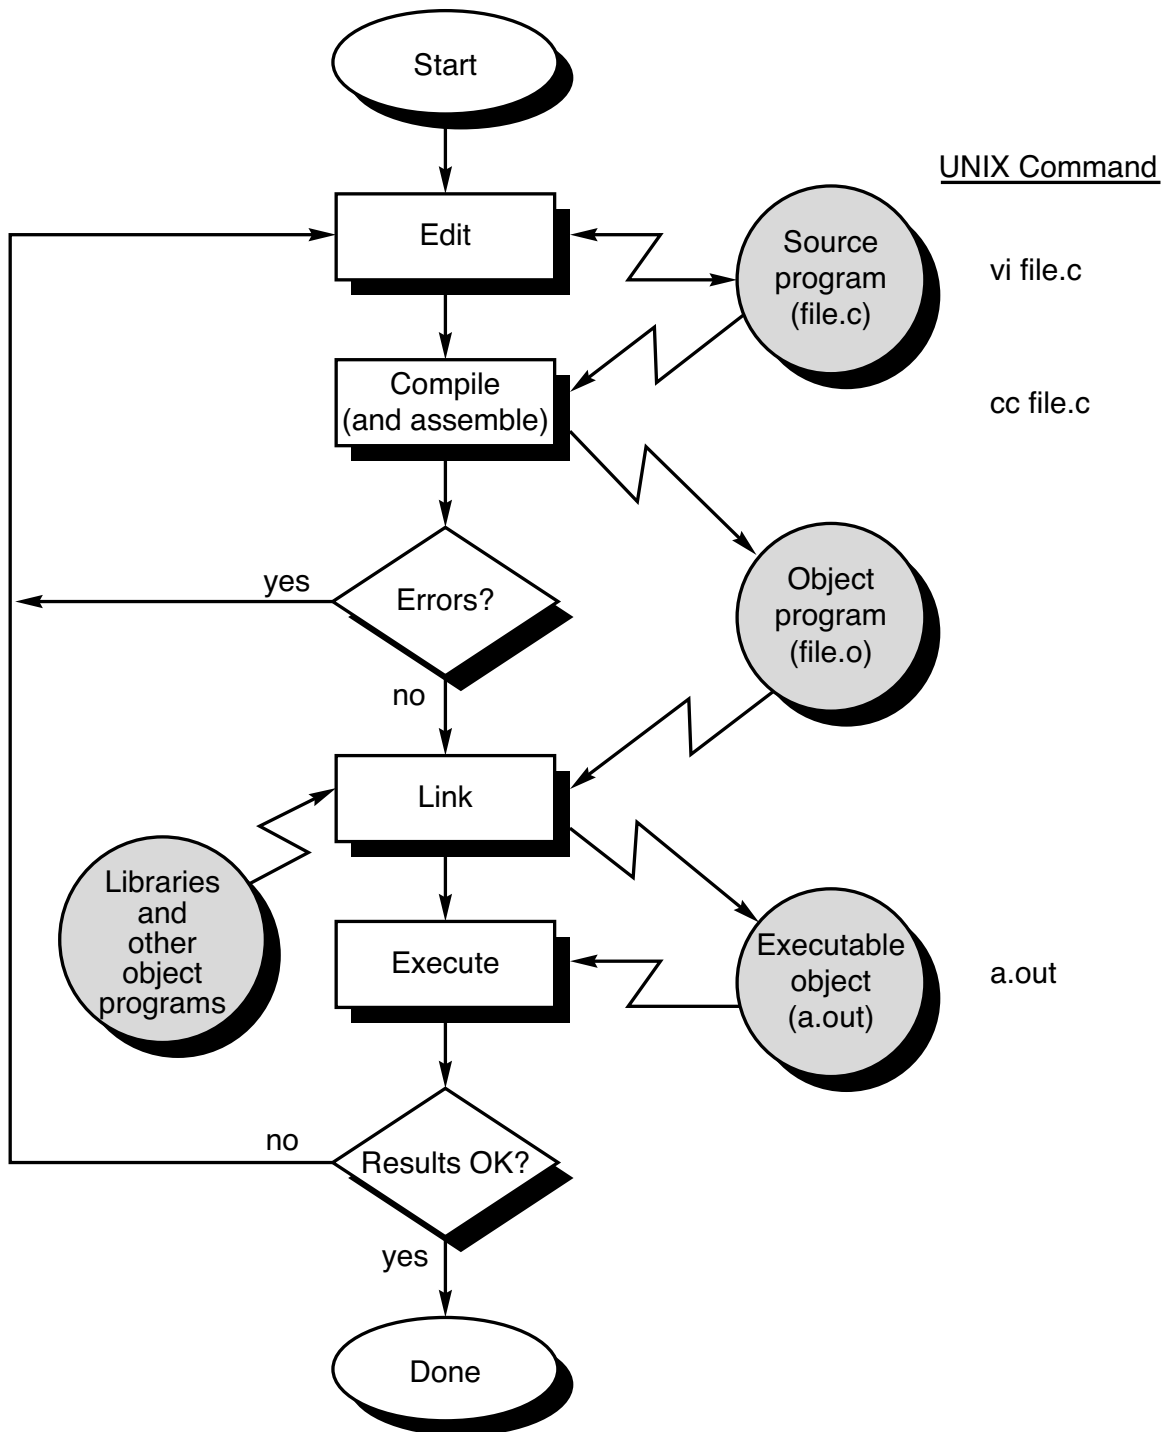 Start
UNIX Command
Edit
Source
program
(file.c)
vi file.c
Compile
(and assemble)
cc file.c
yes
Errors?
Object
program
(file.o)
no
Link
Libraries
and
other
object
programs
Execute
Executable
object
(a.out)
a.out
no
Results OK?
yes
Done